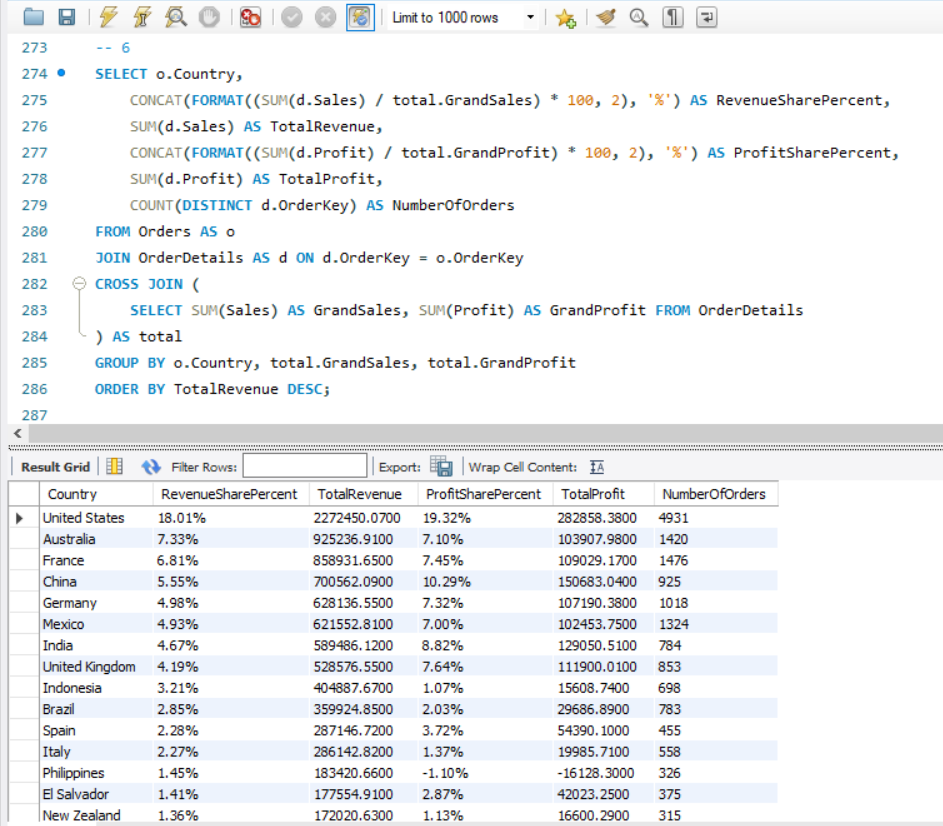 Limit to 1000 rows
273 -- 6
274 SELECT o.Country,
275 CONCAT(FORMAT((SUM(d.Sales) / total.GrandSales) * 100, 2), '%') AS RevenueSharePercent,
276 SUM(d.Sales) AS TotalRevenue,
277 CONCAT(FORMAT((SUM(d.Profit) / total.GrandProfit) * 100, 2), '%') AS ProfitSharePercent,
278 SUM(d.Profit) AS TotalProfit,
279 COUNT(DISTINCT d.OrderKey) AS NumberOfOrders
280 FROM Orders AS o
281 JOIN OrderDetails AS d ON d.OrderKey = o.OrderKey
282 CROSS JOIN (
283 SELECT SUM(Sales) AS GrandSales, SUM(Profit) AS GrandProfit FROM OrderDetails
284 ) AS total
285 GROUP BY o.Country, total.GrandSales, total.GrandProfit
286 ORDER BY TotalRevenue DESC;
287
Result Grid Filter Rows: Export: Wrap Cell Content: IA
Country RevenueSharePercent TotalRevenue ProfitSharePercent TotalProfit NumberOfOrders
United States 18.01% 2272450.0700 19.32% 282858.3800 4931
Australia 7.33% 925236.9100 7.10% 103907.9800 1420
France 6.81% 858931.6500 7.45% 109029.1700 1476
China 5.55% 700562.0900 10.29% 150683.0400 925
Germany 4.98% 628136.5500 7.32% 107190.3800 1018
Mexico 4.93% 621552.8100 7.00% 102453.7500 1324
India 4.67% 589486.1200 8.82% 129050.5100 784
United Kingdom 4.19% 528576.5500 7.64% 111900.0100 853
Indonesia 3.21% 404887.6700 1.07% 15608.7400 698
Brazil 2.85% 359924.8500 2.03% 29686.8900 783
Spain 2.28% 287146.7200 3.72% 54390.1000 455
Italy 2.27% 286142.8200 1.37% 19985.7100 558
Philippines 1.45% 183420.6600 -1.10% -16128.3000 326
El Salvador 1.41% 177554.9100 2.87% 42023.2500 375
New Zealand 1.36% 172020.6300 1.13% 16600.2900 315